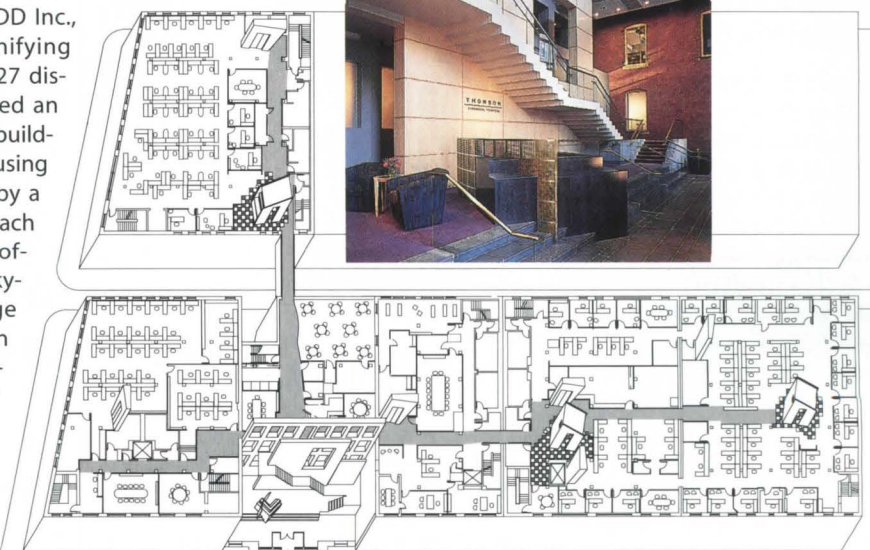 DD Inc.,
nifying
27 dis-
ed an
build-
using
by a
ach
of-
ky-
ge
n
-
THOMSON